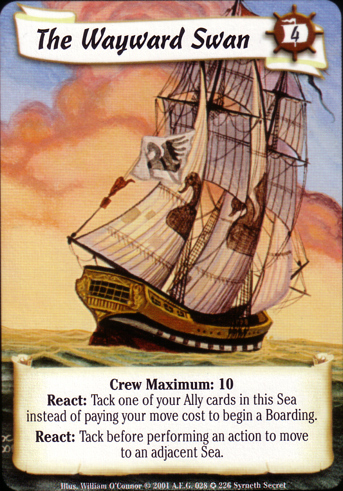 The Wayward Swan
4
Crew Maximum: 10
React: Tack one of your Ally cards in this Sea
instead of paying your move cost to begin a Boarding.
React: Tack before performing an action to move
to an adjacent Sea.
Illus. William O'Connor © 2001 A.E.G. 028 ✪ 226 Syrneth Secret